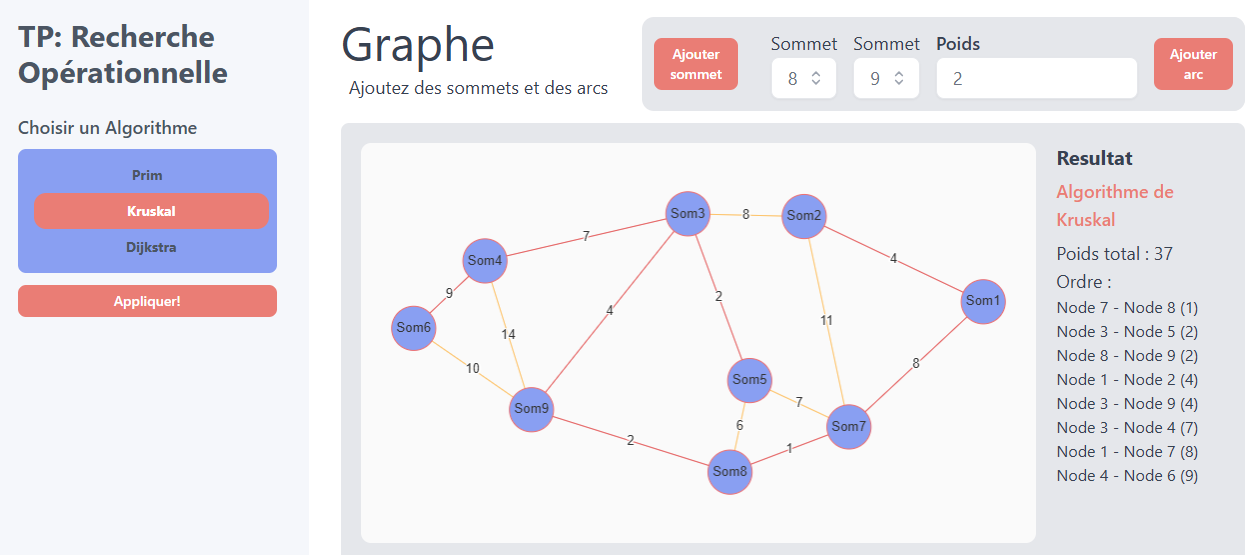 TP: Recherche
Opérationnelle
Choisir un Algorithme
Prim
Kruskal
Dijkstra
Appliquer!
Graphe
Ajoutez des sommets et des arcs
Ajouter
sommet
Sommet
8
Sommet
9
Poids
2
Ajouter
arc
Som3
8
Som2
7
Som4
4
9
2
Som1
4
Som6
14
11
10
8
Som5
7
Som9
6
Som7
2
1
Som8
Resultat
Algorithme de
Kruskal
Poids total : 37
Ordre :
Node 7 - Node 8 (1)
Node 3 - Node 5 (2)
Node 8 - Node 9 (2)
Node 1 - Node 2 (4)
Node 3 - Node 9 (4)
Node 3 - Node 4 (7)
Node 1 - Node 7 (8)
Node 4 - Node 6 (9)